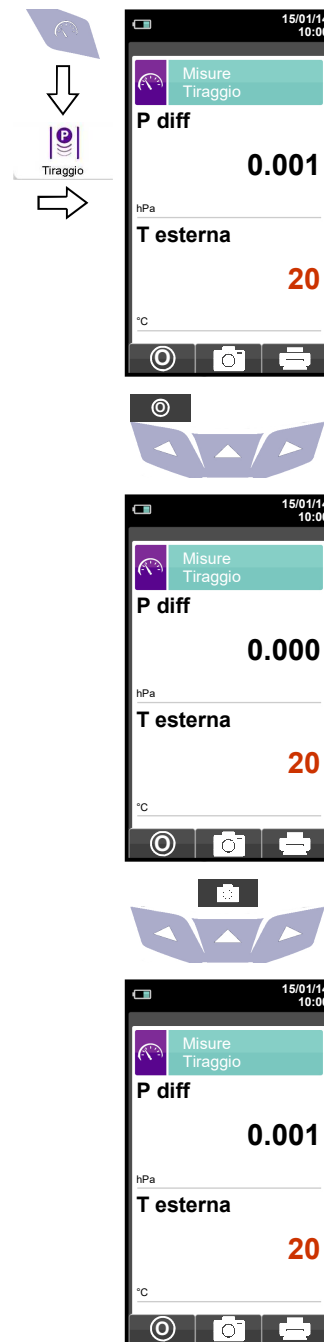 P
Tiraggio
15/01/14
10:00
Misure
Tiraggio
P diff
0.001
hPa
T esterna
20
°C
15/01/14
10:00
Misure
Tiraggio
P diff
0.000
hPa
T esterna
20
°C
15/01/14
10:00
Misure
Tiraggio
P diff
0.001
hPa
T esterna
20
°C